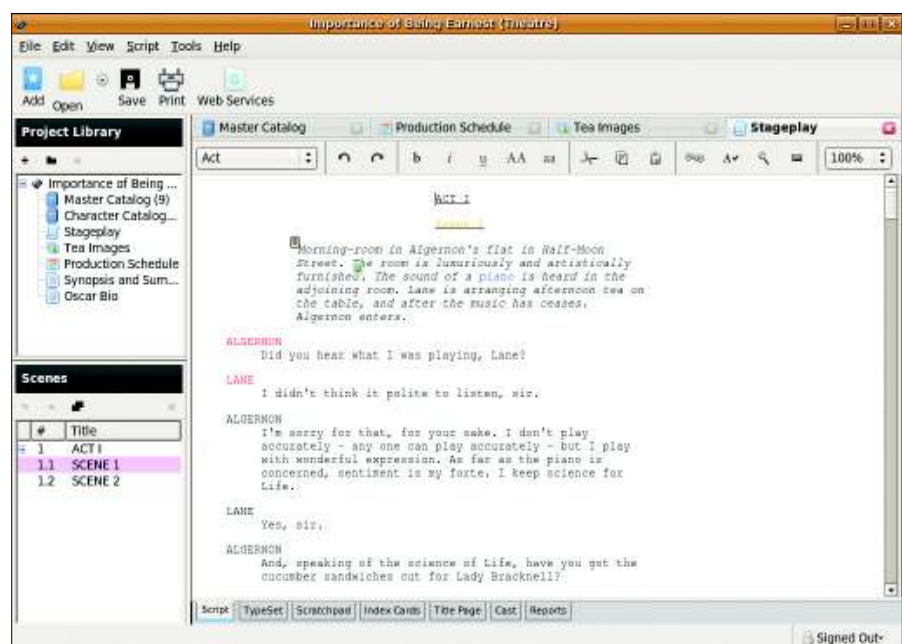 Importance of Being Earnest (Theatre)
File Edit View Script Tools Help
Add Open Save Print Web Services
Project Library
Importance of Being ...
Master Catalog (9)
Character Catalog...
Stageplay
Tea Images
Production Schedule
Synopsis and Sum...
Oscar Bio
Scenes
# Title
1 ACT I
1.1 SCENE 1
1.2 SCENE 2
Master Catalog Production Schedule Tea Images Stageplay
Act b i u AA aa 100%
ACT I
Scene 1
Morning-room in Algernon's flat in Half-Moon
Street. The room is luxuriously and artistically
furnished. The sound of a piano is heard in the
adjoining room. Lane is arranging afternoon tea on
the table, and after the music has ceases,
Algernon enters.
ALGERNON
Did you hear what I was playing, Lane?
LANE
I didn't think it polite to listen, sir.
ALGERNON
I'm sorry for that, for your sake. I don't play
accurately - any one can play accurately - but I play
with wonderful expression. As far as the piano is
concerned, sentiment is my forte. I keep science for
Life.
LANE
Yes, sir.
ALGERNON
And, speaking of the science of Life, have you got the
cucumber sandwiches cut for Lady Bracknell?
Script TypeSet Scratchpad Index Cards Title Page Cast Reports
Signed Out